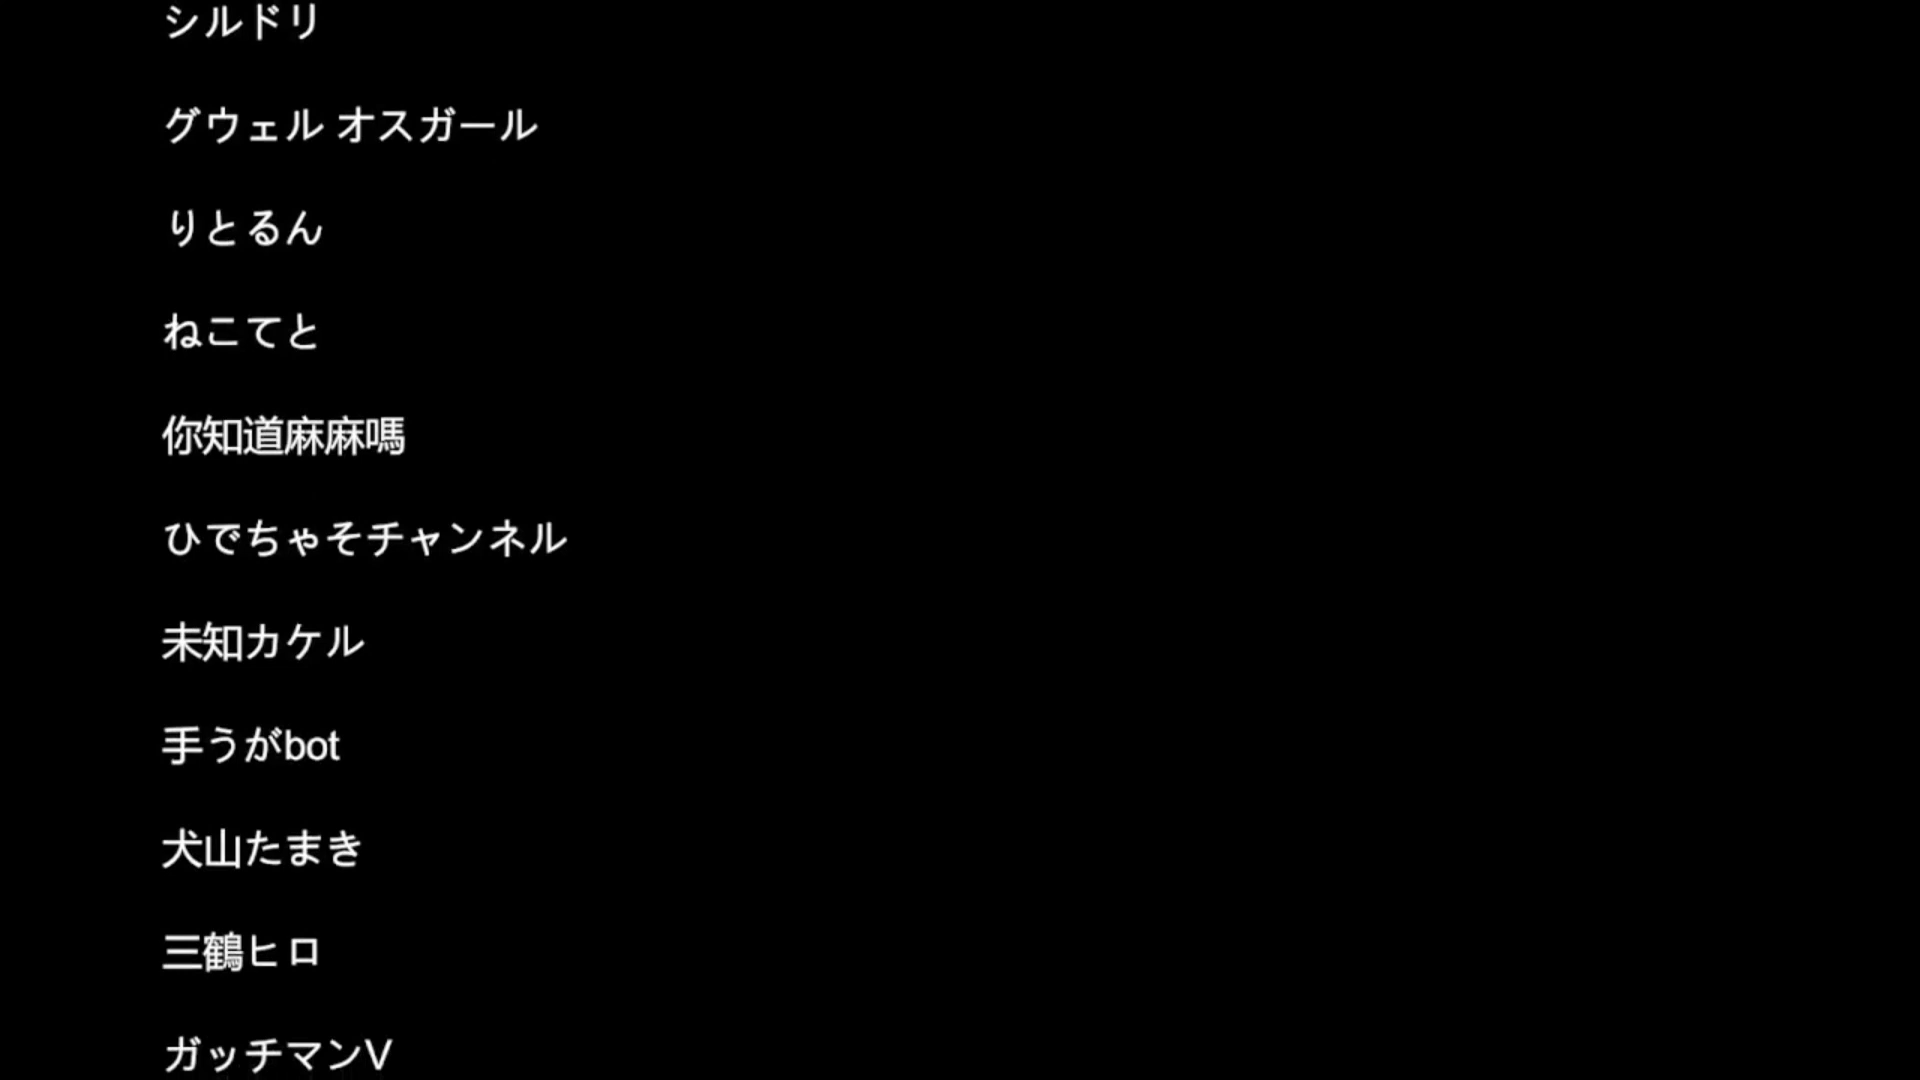 シルドリ
グウェル オスガール
りとるん
ねこてと
你知道麻麻嗎
ひでちゃそチャンネル
未知カケル
手うがbot
犬山たまき
三鶴ヒロ
ガッチマンV